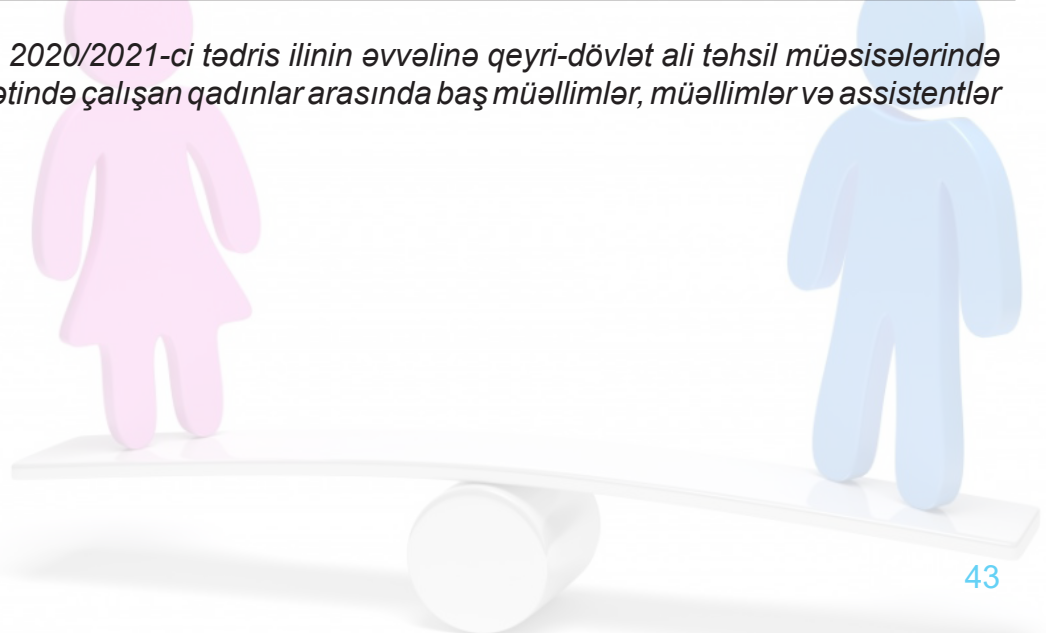 2020/2021-ci tədris ilinin əvvəlinə qeyri-dövlət ali təhsil müəsisələrində
çalışan qadınlar arasında baş müəllimlər, müəllimlər və assistentlər
43